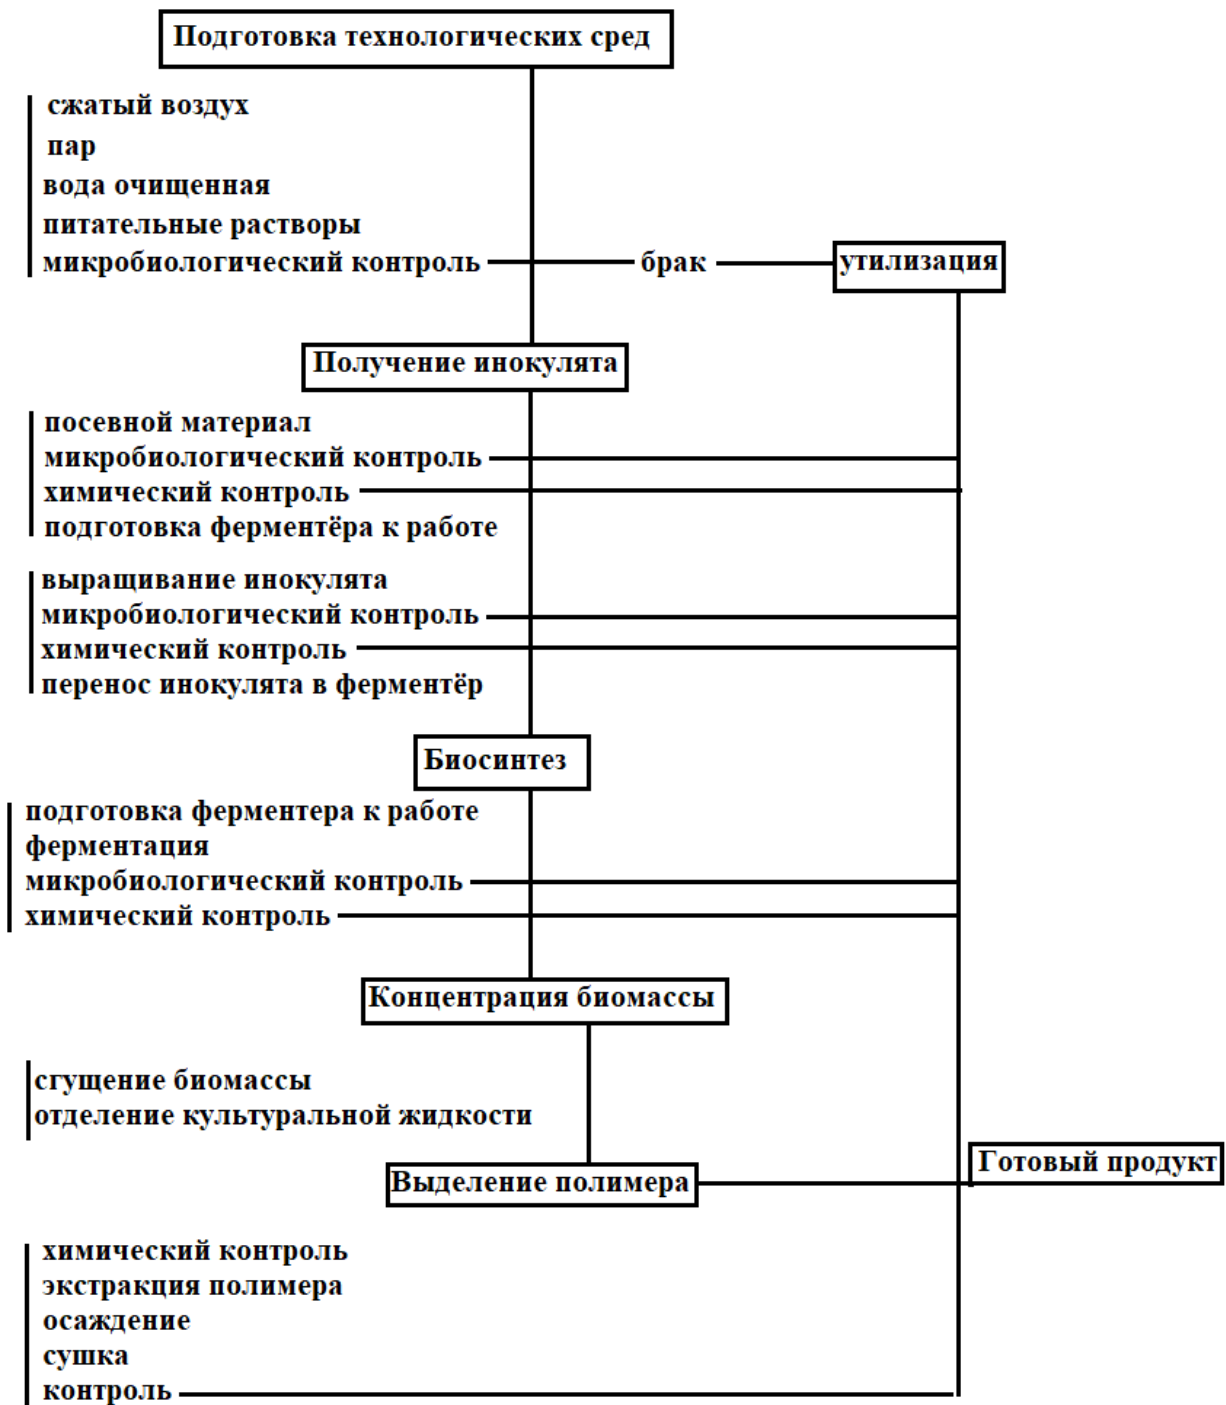 Подготовка технологических сред
сжатый воздух
пар
вода очищенная
питательные растворы
микробиологический контроль
брак
утилизация
Получение инокулята
посевной материал
микробиологический контроль
химический контроль
подготовка ферментёра к работе
выращивание инокулята
микробиологический контроль
химический контроль
перенос инокулята в ферментёр
Биосинтез
подготовка ферментера к работе
ферментация
микробиологический контроль
химический контроль
Концентрация биомассы
сгущение биомассы
отделение культуральной жидкости
Выделение полимера
Готовый продукт
химический контроль
экстракция полимера
осаждение
сушка
контроль